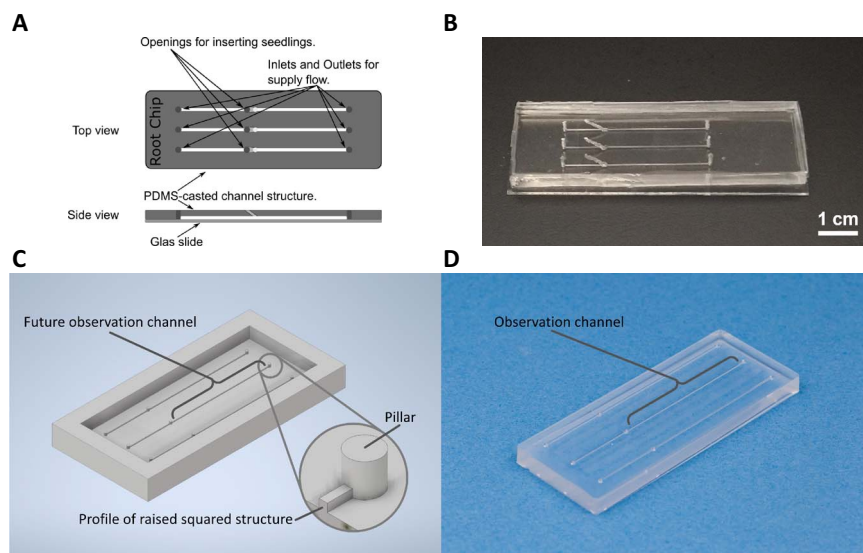 A
Openings for inserting seedlings.
Inlets and Outlets for
supply flow.
Top view
Root Chip
PDMS-casted channel structure.
Side view
Glas slide
B
1 cm
C
Future observation channel
Pillar
Profile of raised squared structure
D
Observation channel